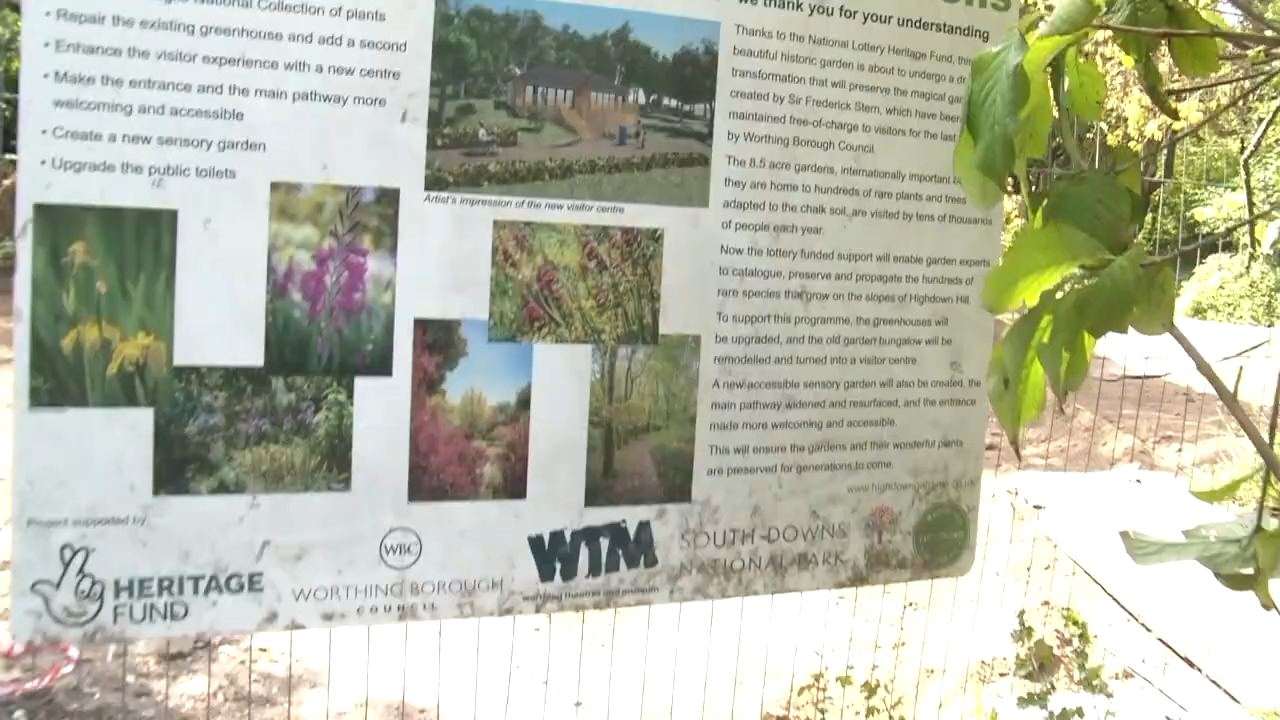 National Collection of plants
• Repair the existing greenhouse and add a second
• Enhance the visitor experience with a new centre
• Make the entrance and the main pathway more
welcoming and accessible
• Create a new sensory garden
• Upgrade the public toilets
Artist's impression of the new visitor centre
we thank you for your understanding
Thanks to the National Lottery Heritage Fund, this
beautiful historic garden is about to undergo a
transformation that will preserve the magical
created by Sir Frederick Stern, which have been
maintained free-of-charge to visitors for the last
by Worthing Borough Council.
The 8.5 acre gardens, internationally important
they are home to hundreds of rare plants and trees
adapted to the chalk soil, are visited by tens of thousands
of people each year.
Now the lottery funded support will enable garden experts
to catalogue, preserve and propagate the hundreds of
rare species that grow on the slopes of Highdown Hill.
To support this programme, the greenhouses will
be upgraded, and the old garden bungalow will be
remodelled and turned into a visitor centre.
A new accessible sensory garden will also be created, the
main pathway widened and resurfaced, and the entrance
made more welcoming and accessible.
This will ensure the gardens and their wonderful plants
are preserved for generations to come.
www.highdowngardens.co.uk
Project supported by
HERITAGE
FUND
WBC
WORTHING BOROUGH
COUNCIL
WTM
worthing theatres and museum
SOUTH DOWNS
NATIONAL PARK